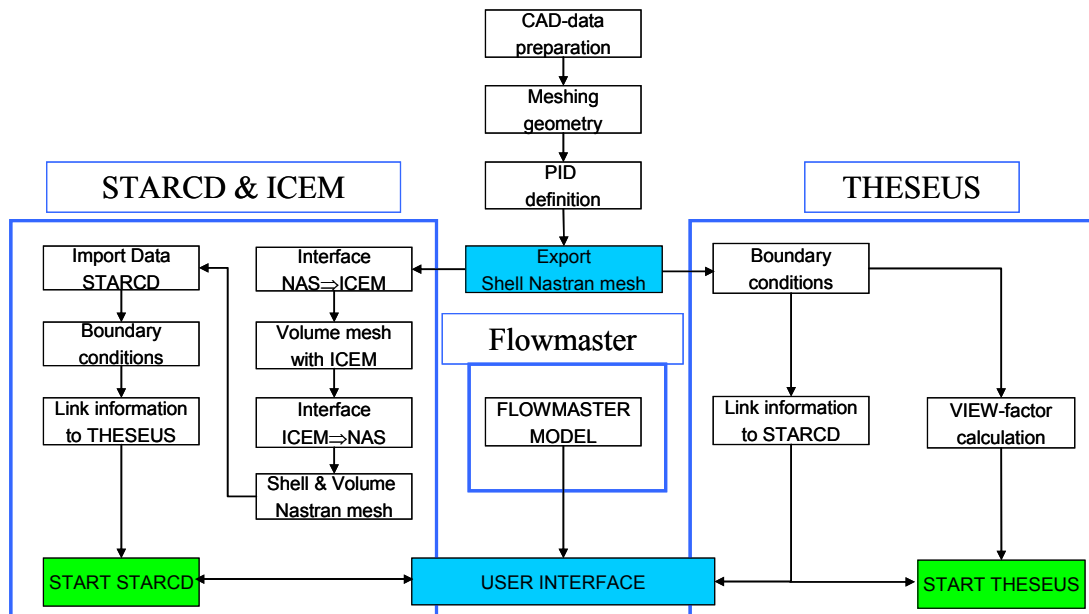 CAD-data
preparation
Meshing
geometry
PID
definition
STARCD & ICEM
THESEUS
Import Data
STARCD
Interface
NAS⇒ICEM
Export
Shell Nastran mesh
Boundary
conditions
Boundary
conditions
Volume mesh
with ICEM
Flowmaster
Link information
to THESEUS
Interface
ICEM⇒NAS
FLOWMASTER
MODEL
Link information
to STARCD
VIEW-factor
calculation
Shell & Volume
Nastran mesh
START STARCD
USER INTERFACE
START THESEUS